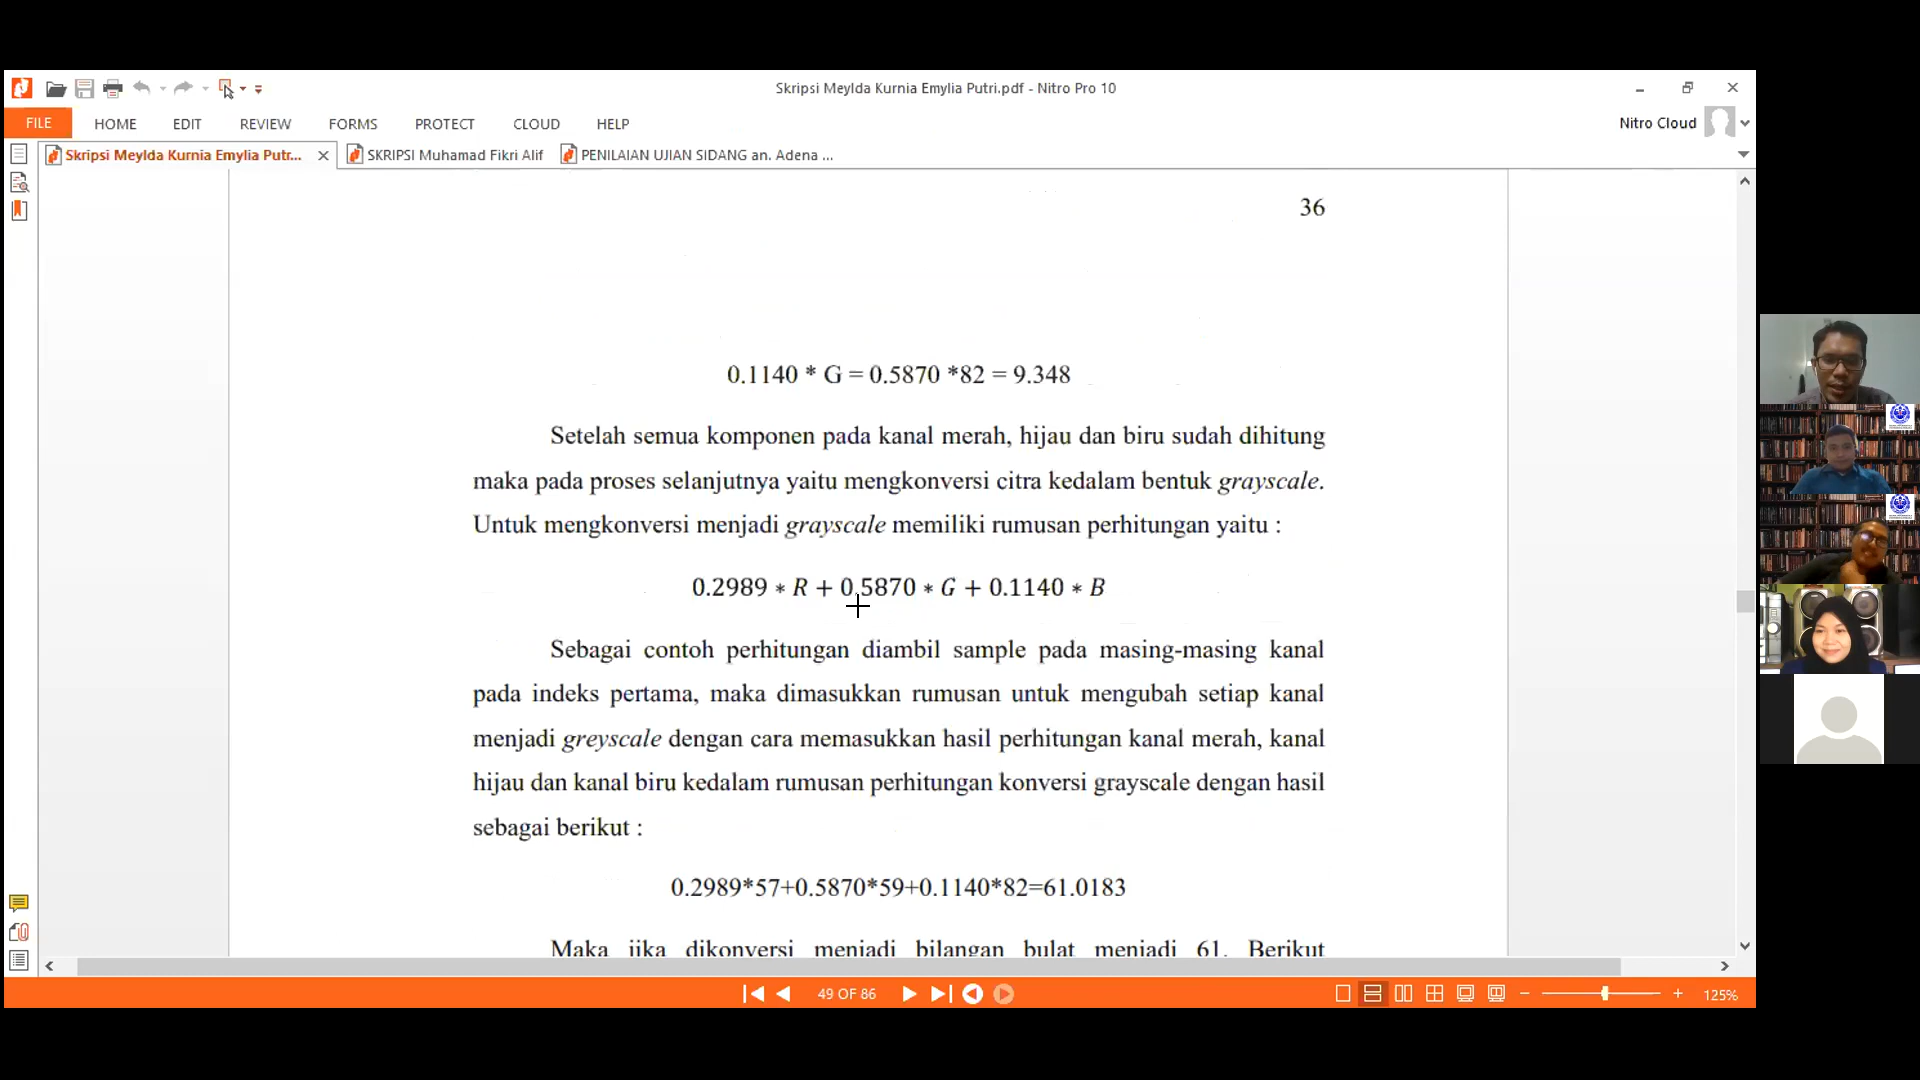 Skripsi Meylda Kurnia Emylia Putri.pdf - Nitro Pro 10
FILE HOME EDIT REVIEW FORMS PROTECT CLOUD HELP Nitro Cloud
Skripsi Meylda Kurnia Emylia Putr... SKRIPSI Muhamad Fikri Alif PENILAIAN UJIAN SIDANG an. Adena ...
36
0.1140 * G = 0.5870 *82 = 9.348
Setelah semua komponen pada kanal merah, hijau dan biru sudah dihitung
maka pada proses selanjutnya yaitu mengkonversi citra kedalam bentuk grayscale.
Untuk mengkonversi menjadi grayscale memiliki rumusan perhitungan yaitu :
0.2989 * R + 0.5870 * G + 0.1140 * B
Sebagai contoh perhitungan diambil sample pada masing-masing kanal
pada indeks pertama, maka dimasukkan rumusan untuk mengubah setiap kanal
menjadi greyscale dengan cara memasukkan hasil perhitungan kanal merah, kanal
hijau dan kanal biru kedalam rumusan perhitungan konversi grayscale dengan hasil
sebagai berikut :
0.2989*57+0.5870*59+0.1140*82=61.0183
Maka jika dikonversi menjadi bilangan bulat menjadi 61. Berikut
49 OF 86
125%